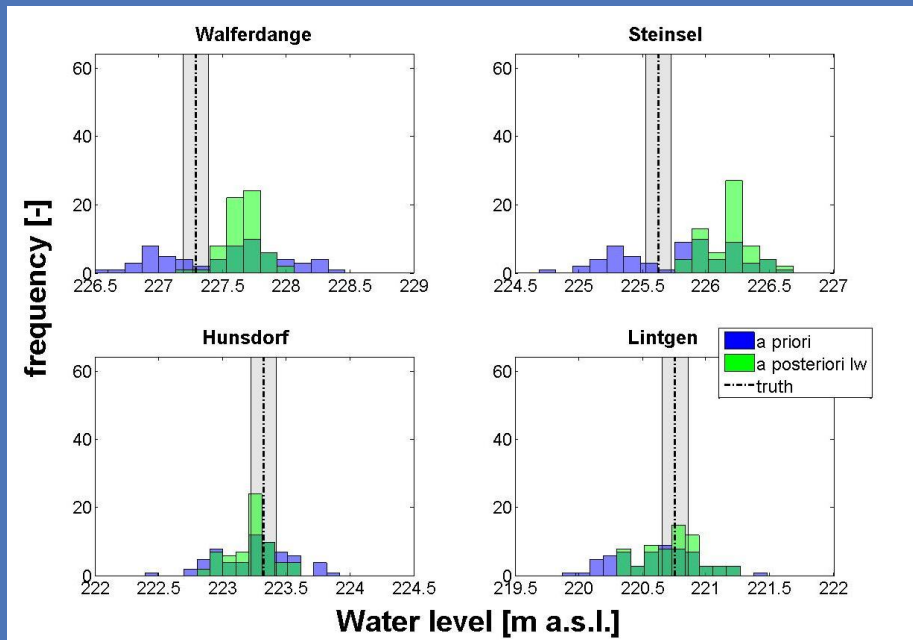 Walferdange
Steinsel
60
40
20
0
226.5 227 227.5 228 228.5 229
60
40
20
0
224.5 225 225.5 226 226.5 227
frequency [-]
Hunsdorf
Lintgen
60
40
20
0
222 222.5 223 223.5 224 224.5
60
40
20
0
219.5 220 220.5 221 221.5 222
a priori
a posteriori lw
truth
Water level [m a.s.l.]